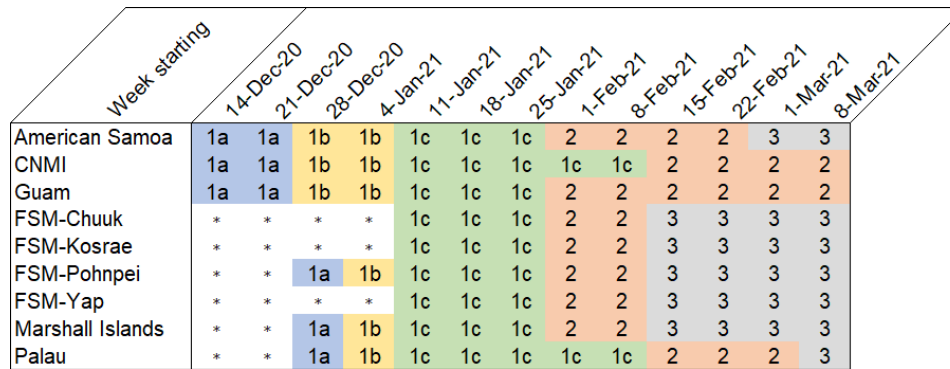 Week starting 14-Dec-20 21-Dec-20 28-Dec-20 4-Jan-21 11-Jan-21 18-Jan-21 25-Jan-21 1-Feb-21 8-Feb-21 15-Feb-21 22-Feb-21 1-Mar-21 8-Mar-21
American Samoa 1a 1a 1b 1b 1c 1c 1c 2 2 2 2 3 3
CNMI 1a 1a 1b 1b 1c 1c 1c 1c 1c 2 2 2 2
Guam 1a 1a 1b 1b 1c 1c 1c 2 2 2 2 2 2
FSM-Chuuk * * * * 1c 1c 1c 2 2 3 3 3 3
FSM-Kosrae * * * * 1c 1c 1c 2 2 3 3 3 3
FSM-Pohnpei * * 1a 1b 1c 1c 1c 2 2 3 3 3 3
FSM-Yap * * * * 1c 1c 1c 2 2 3 3 3 3
Marshall Islands * * 1a 1b 1c 1c 1c 2 2 3 3 3 3
Palau * * 1a 1b 1c 1c 1c 1c 1c 2 2 2 3